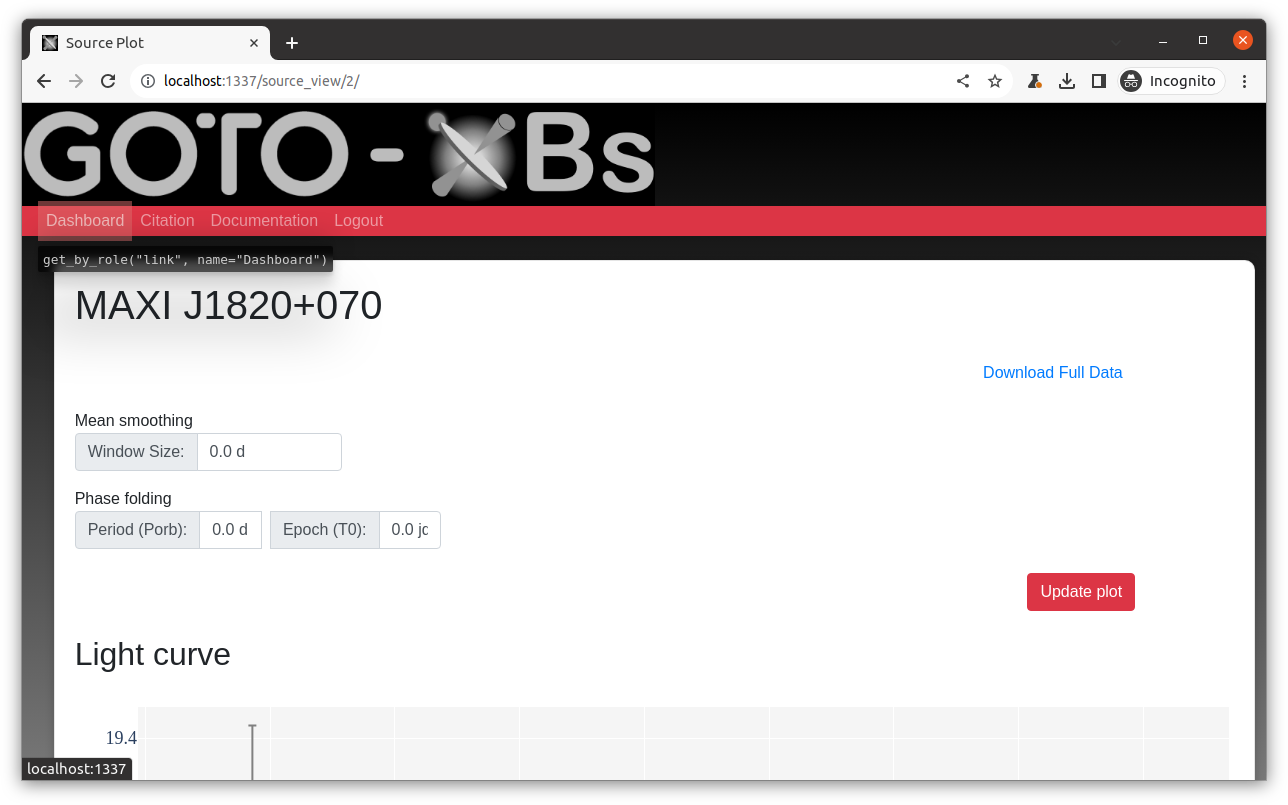 Source Plot
localhost:1337/source_view/2/
Incognito
GOTO - XBs
Dashboard Citation Documentation Logout
get_by_role("link", name="Dashboard")
MAXI J1820+070
Download Full Data
Mean smoothing
Window Size: 0.0 d
Phase folding
Period (Porb): 0.0 d Epoch (T0): 0.0 jd
Update plot
Light curve
19.4
localhost:1337